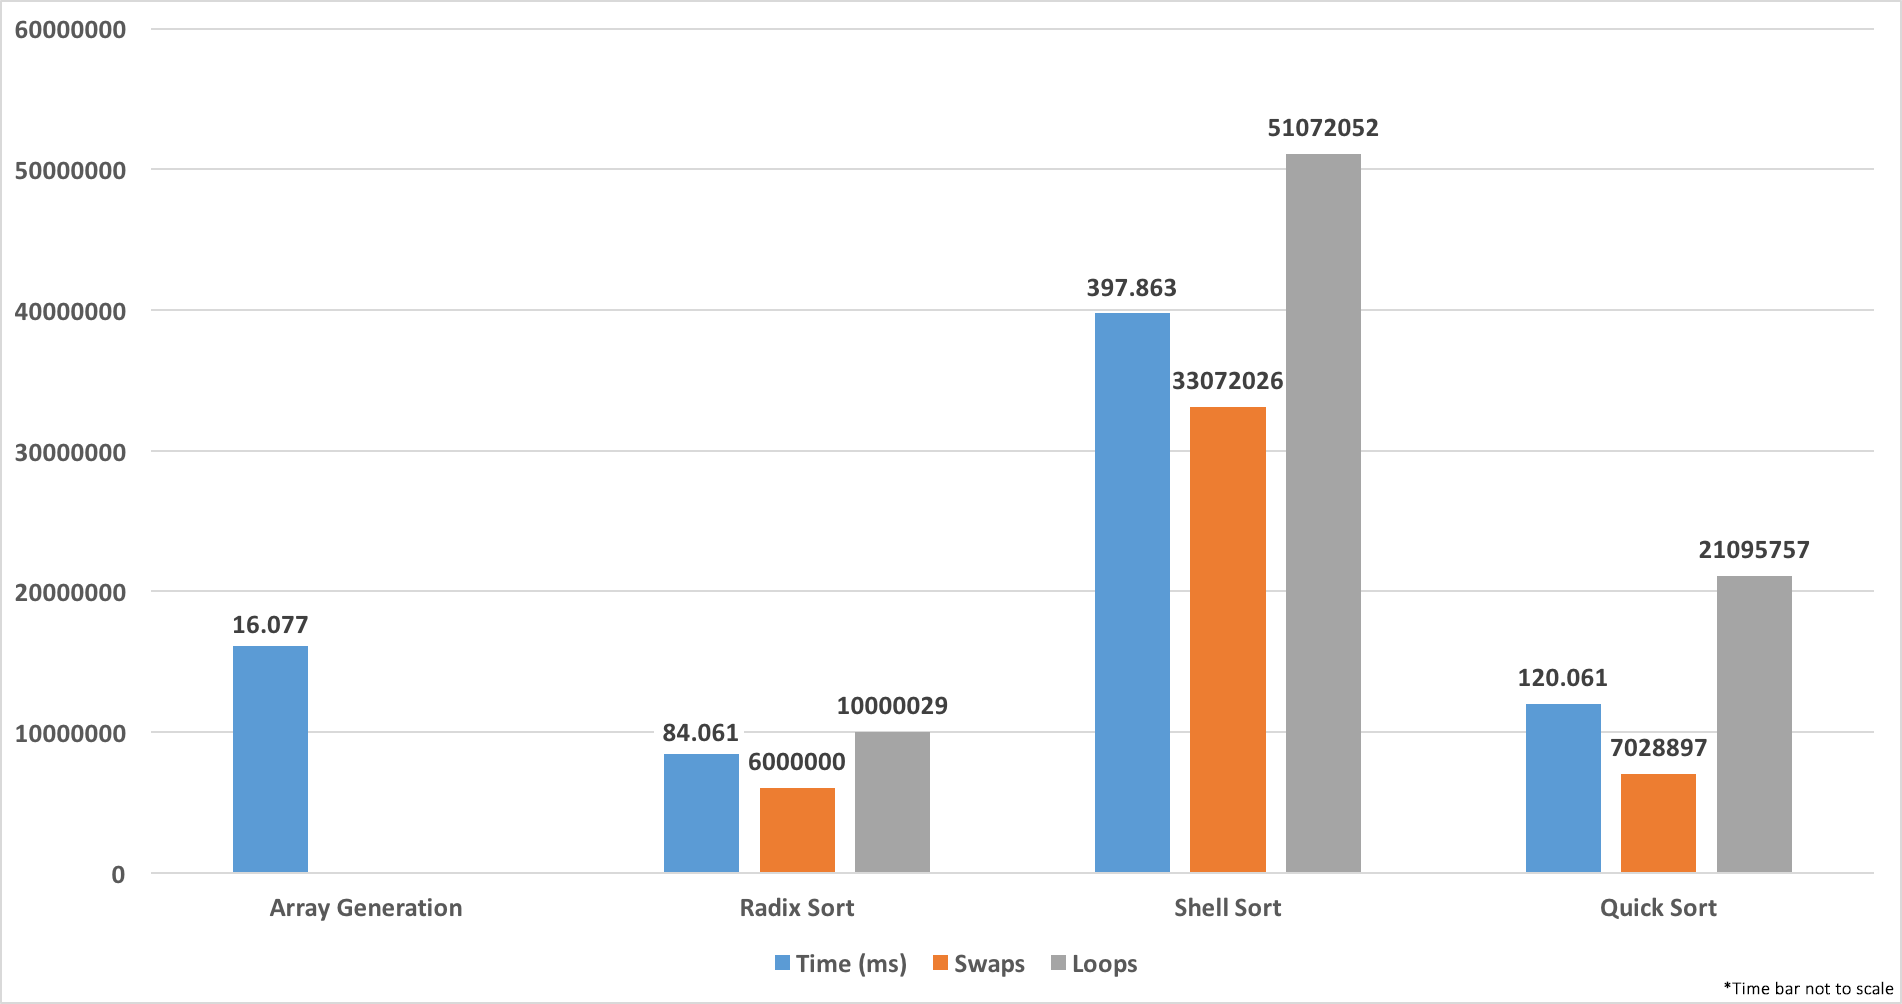 60000000
50000000
40000000
30000000
20000000
10000000
0
16.077
84.061
6000000
10000029
397.863
33072026
51072052
120.061
7028897
21095757
Array Generation
Radix Sort
Shell Sort
Quick Sort
Time (ms)
Swaps
Loops
*Time bar not to scale